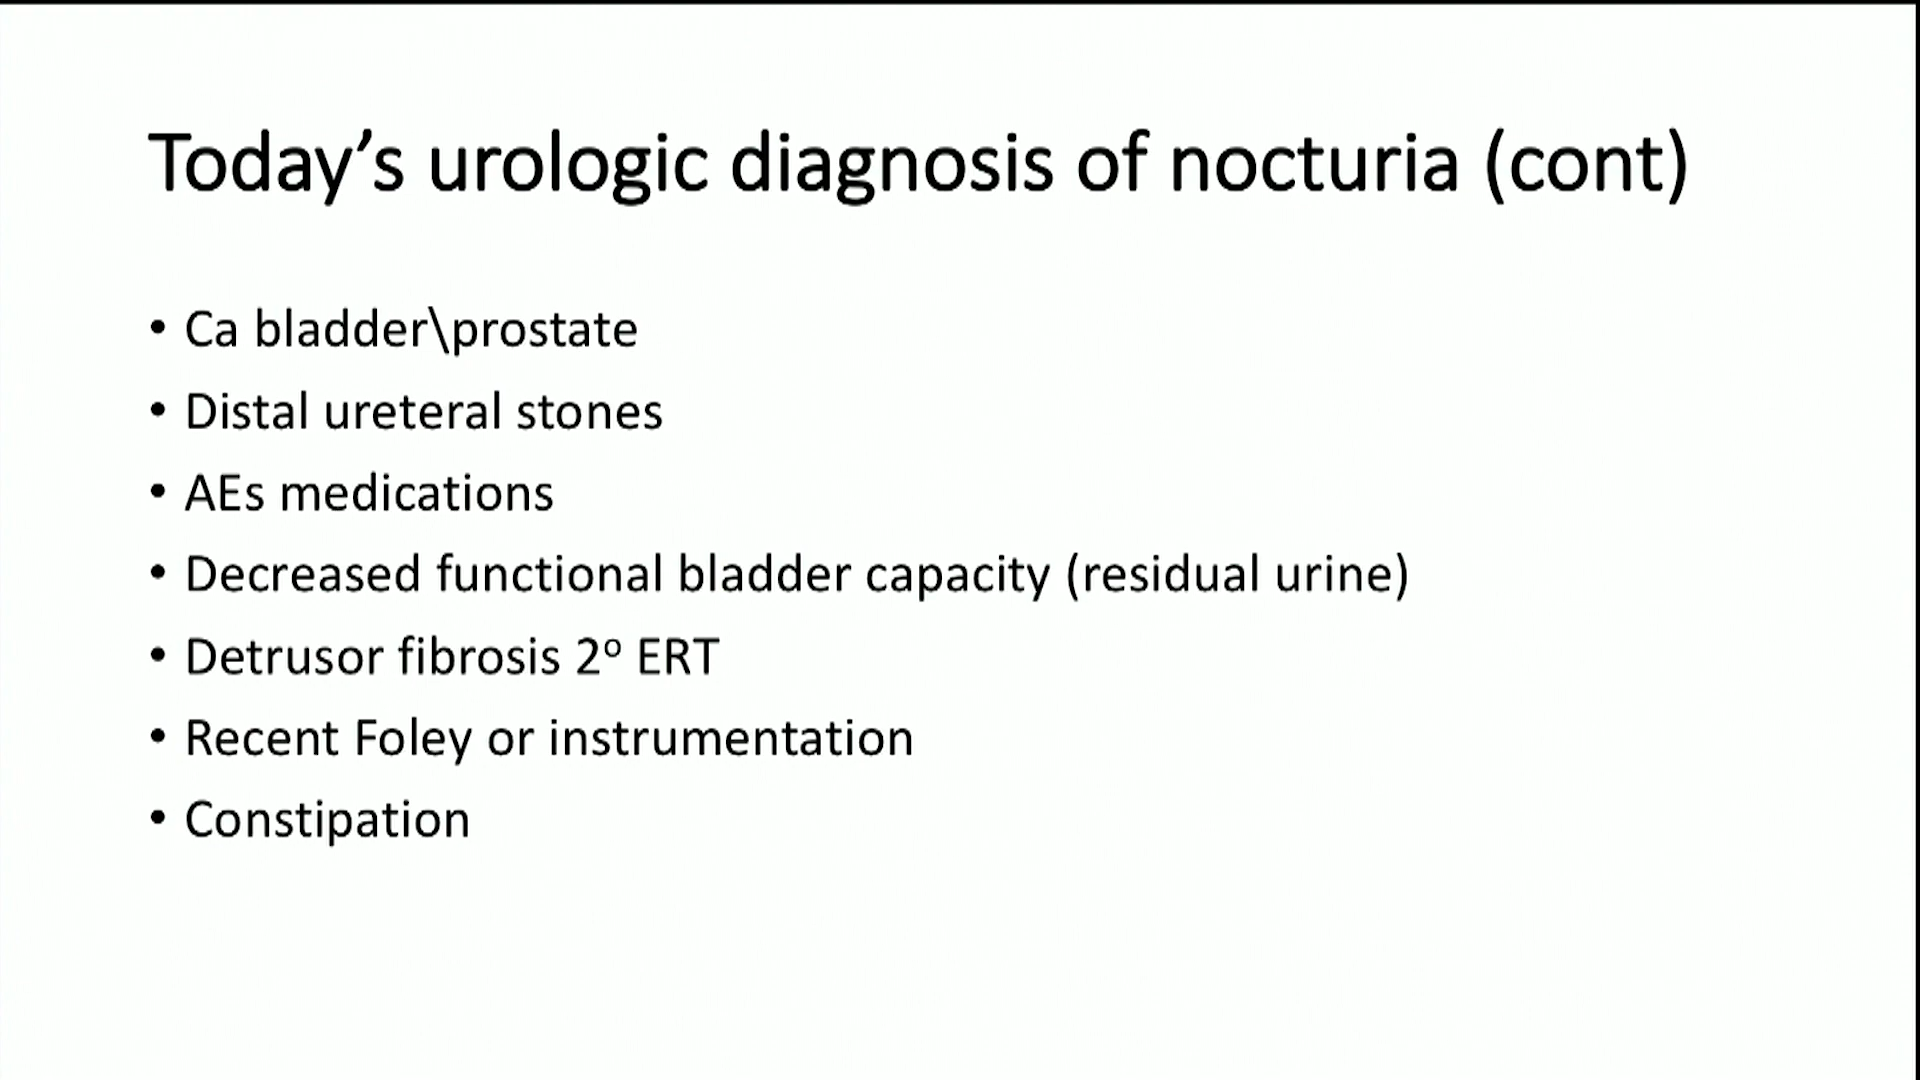 Today’s urologic diagnosis of nocturia (cont)
• Ca bladder\prostate
• Distal ureteral stones
• AEs medications
• Decreased functional bladder capacity (residual urine)
• Detrusor fibrosis 2º ERT
• Recent Foley or instrumentation
• Constipation